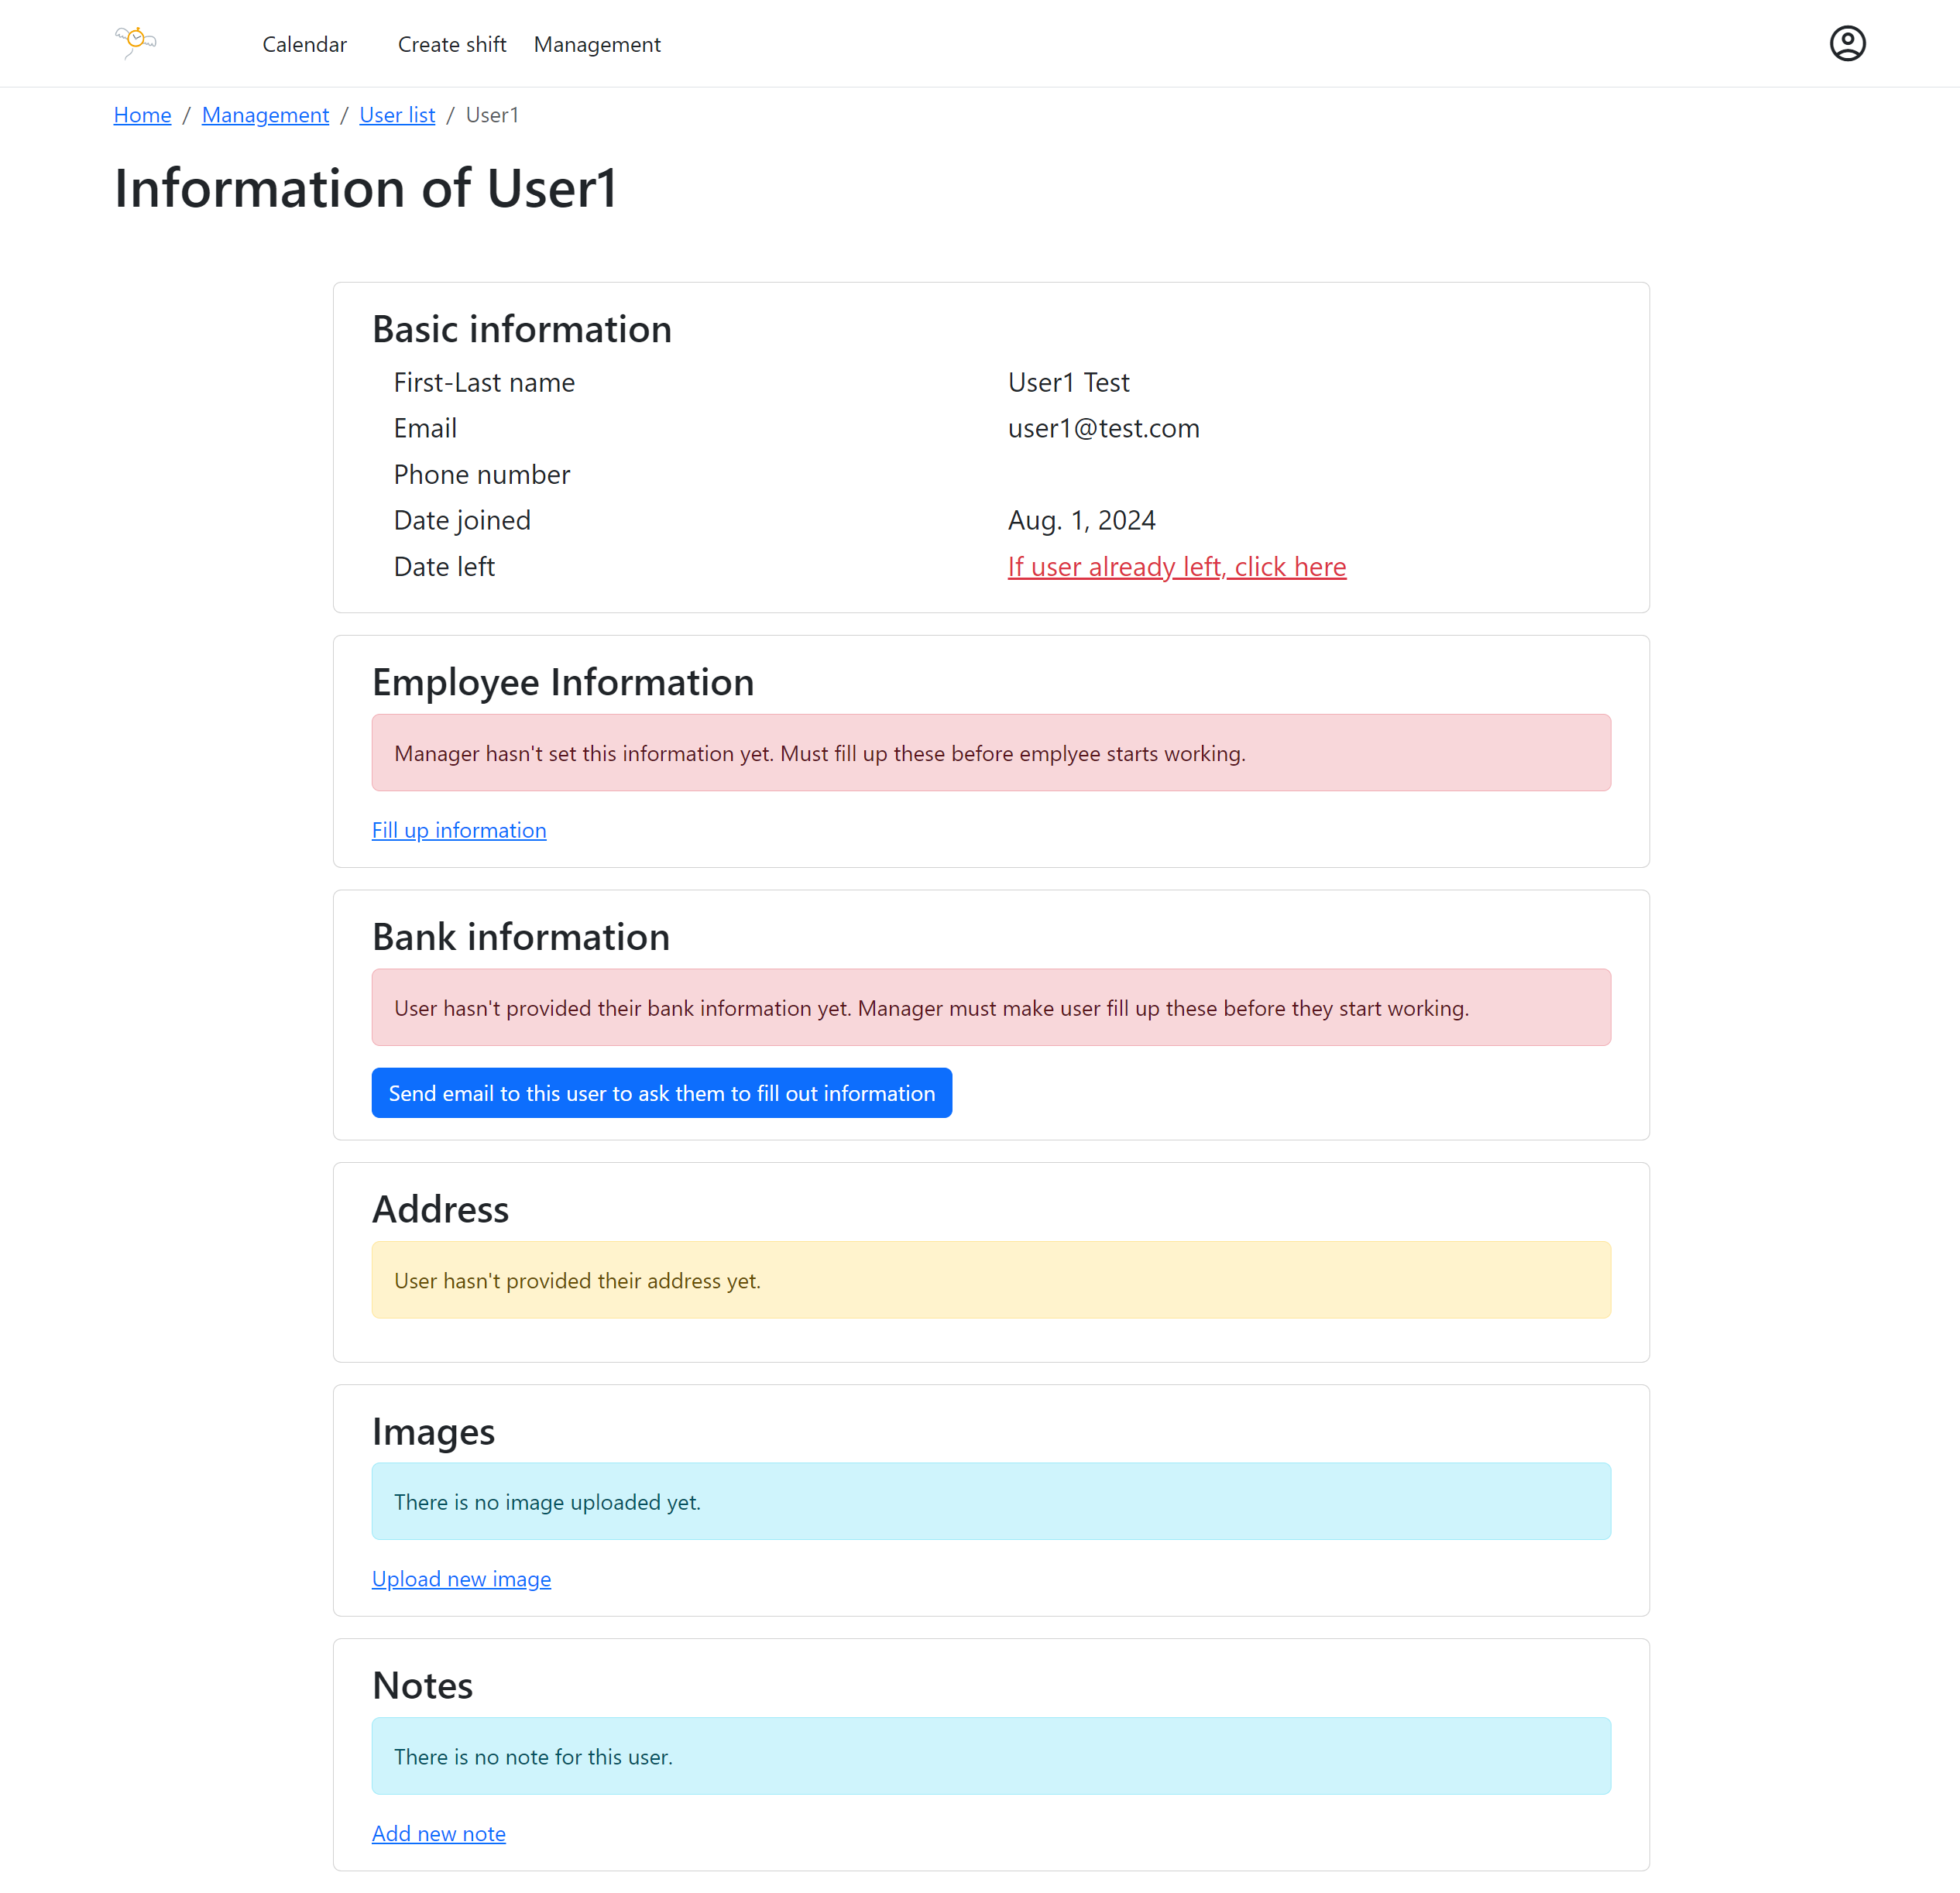 Calendar Create shift Management
Home / Management / User list / User1
Information of User1
Basic information
First-Last name User1 Test
Email user1@test.com
Phone number
Date joined Aug. 1, 2024
Date left If user already left, click here
Employee Information
Manager hasn't set this information yet. Must fill up these before emplyee starts working.
Fill up information
Bank information
User hasn't provided their bank information yet. Manager must make user fill up these before they start working.
Send email to this user to ask them to fill out information
Address
User hasn't provided their address yet.
Images
There is no image uploaded yet.
Upload new image
Notes
There is no note for this user.
Add new note